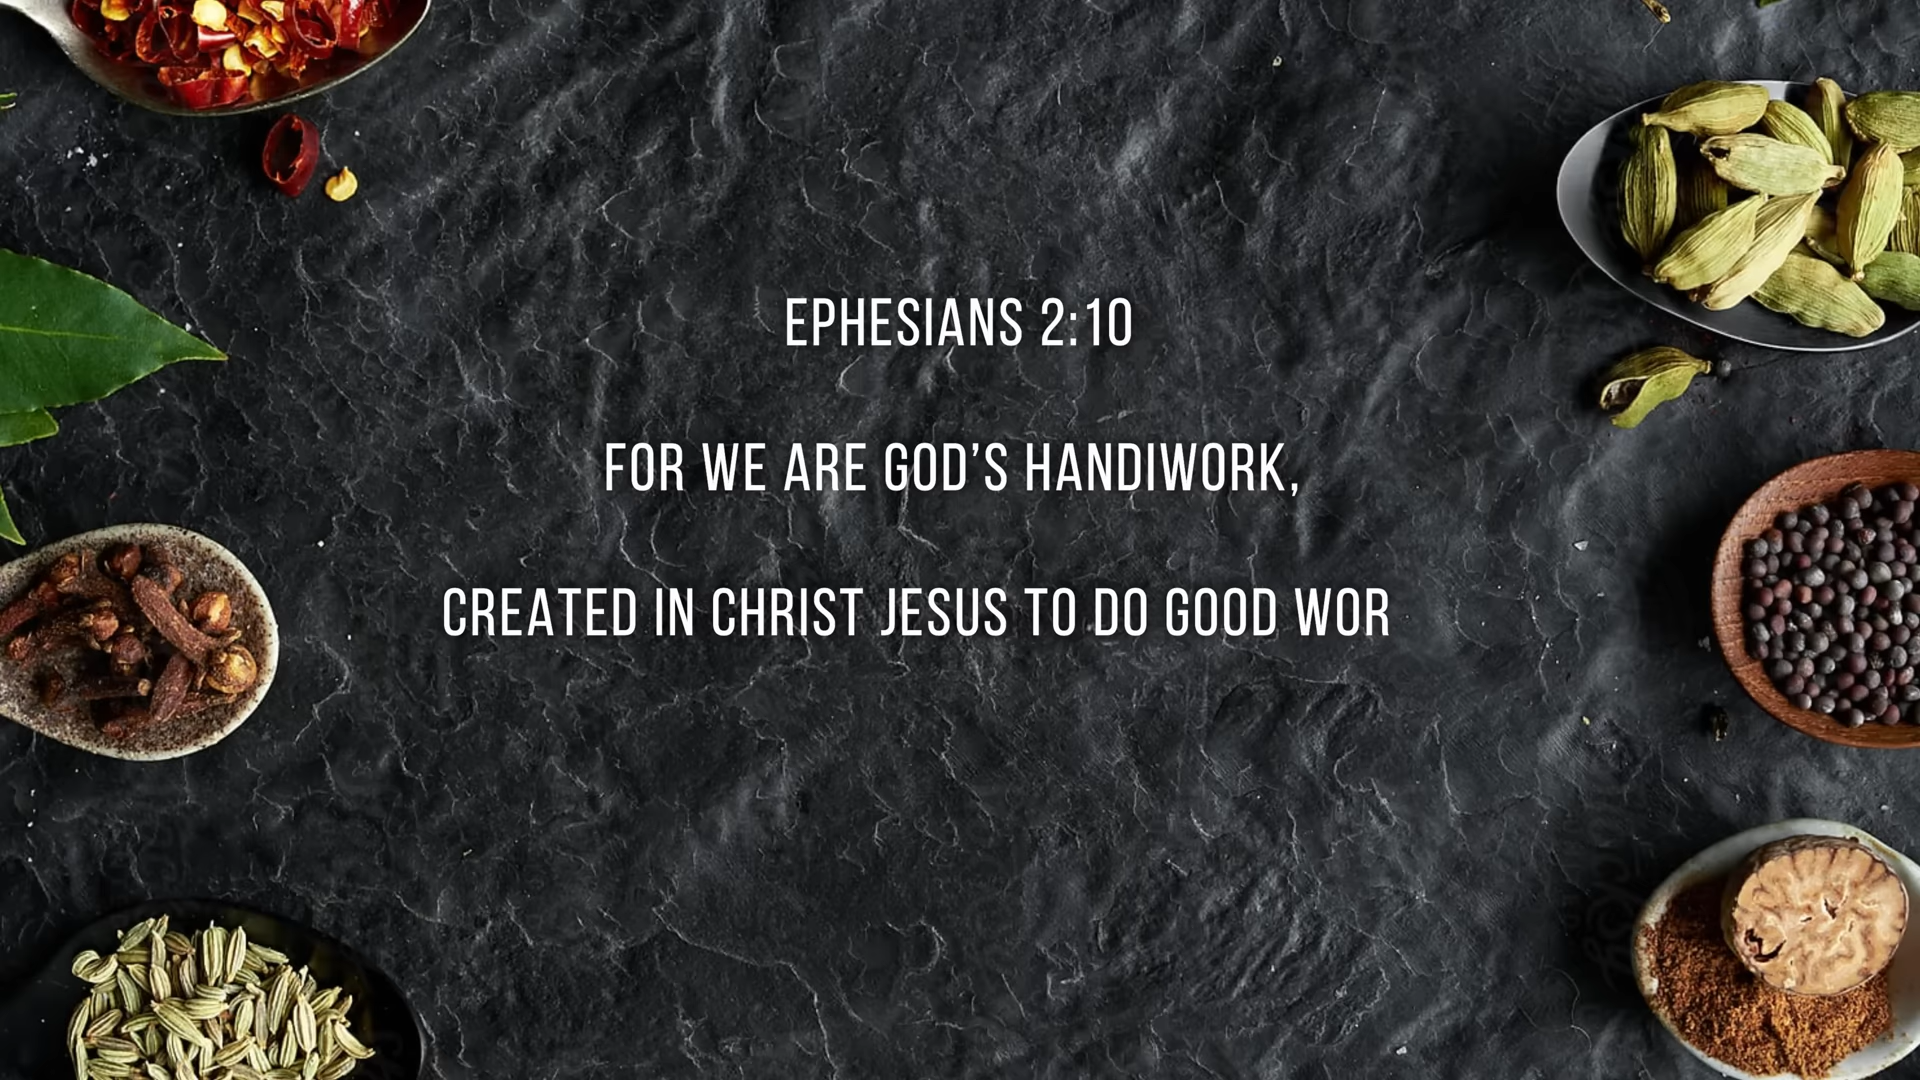 EPHESIANS 2:10
FOR WE ARE GOD’S HANDIWORK,
CREATED IN CHRIST JESUS TO DO GOOD WOR